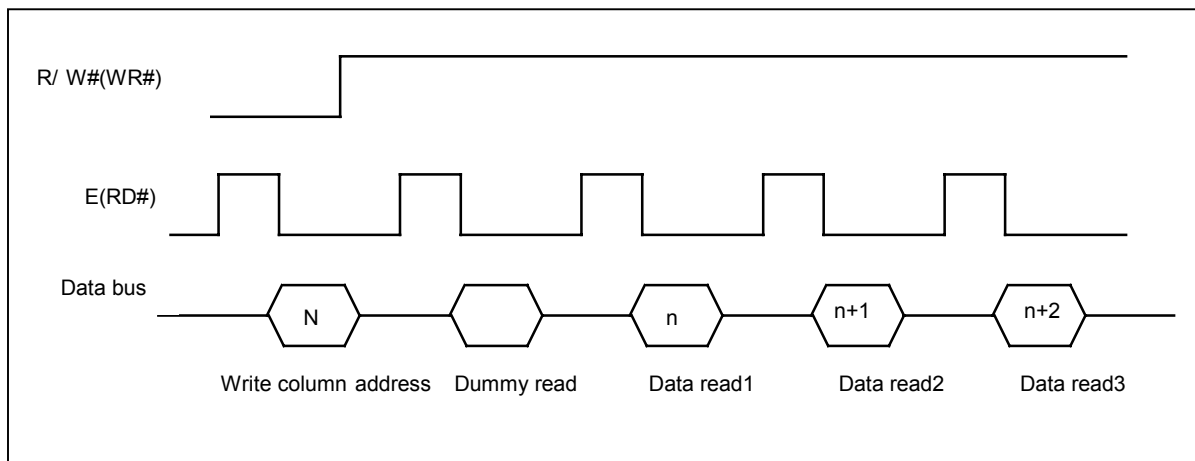 R/ W#(WR#)
E(RD#)
Data bus
N
n
n+1
n+2
Write column address Dummy read Data read1 Data read2 Data read3